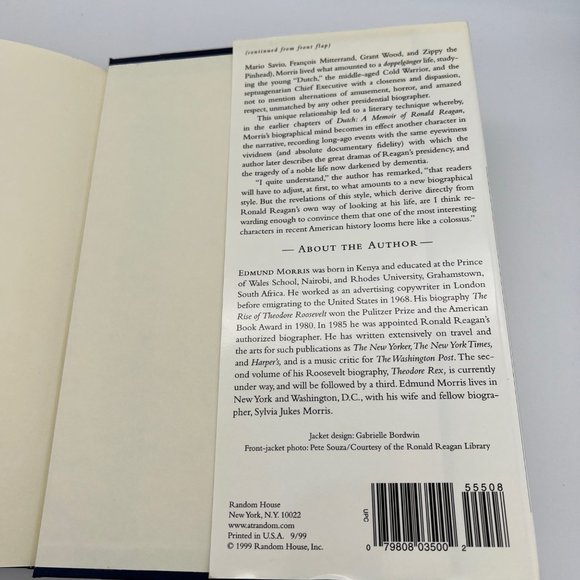 (continued from front flap)
Mario Savio, François Mitterrand, Grant Wood, and Zippy the
Pinhead), Morris lived what amounted to a doppelgänger life, study-
ing the young "Dutch," the middle-aged Cold Warrior, and the
septuagenarian Chief Executive with a closeness and dispassion,
not to mention alternations of amusement, horror, and amazed
respect, unmatched by any other presidential biographer.
This unique relationship led to a literary technique whereby,
in the earlier chapters of Dutch: A Memoir of Ronald Reagan,
Morris's biographical mind becomes in effect another character in
the narrative, recording long-ago events with the same eyewitness
vividness (and absolute documentary fidelity) with which the
author later describes the great dramas of Reagan's presidency, and
the tragedy of a noble life now darkened by dementia.
"I quite understand," the author has remarked, "that readers
will have to adjust, at first, to what amounts to a new biographical
style. But the revelations of this style, which derive directly from
Ronald Reagan's own way of looking at his life, are I think re-
warding enough to convince them that one of the most interesting
characters in recent American history looms here like a colossus."
—ABOUT THE AUTHOR—
EDMUND MORRIS was born in Kenya and educated at the Prince
of Wales School, Nairobi, and Rhodes University, Grahamstown,
South Africa. He worked as an advertising copywriter in London
before emigrating to the United States in 1968. His biography The
Rise of Theodore Roosevelt won the Pulitzer Prize and the American
Book Award in 1980. In 1985 he was appointed Ronald Reagan's
authorized biographer. He has written extensively on travel and
the arts for such publications as The New Yorker, The New York Times,
and Harper's, and is a music critic for The Washington Post. The sec-
ond volume of his Roosevelt biography, Theodore Rex, is currently
under way, and will be followed by a third. Edmund Morris lives in
New York and Washington, D.C., with his wife and fellow biogra-
pher, Sylvia Jukes Morris.
Jacket design: Gabrielle Bordwin
Front-jacket photo: Pete Souza/Courtesy of the Ronald Reagan Library
Random House
New York, N.Y. 10022
www.atrandom.com
Printed in U.S.A. 9/99
© 1999 Random House, Inc.
55508
UPC
0 79808 03500 2